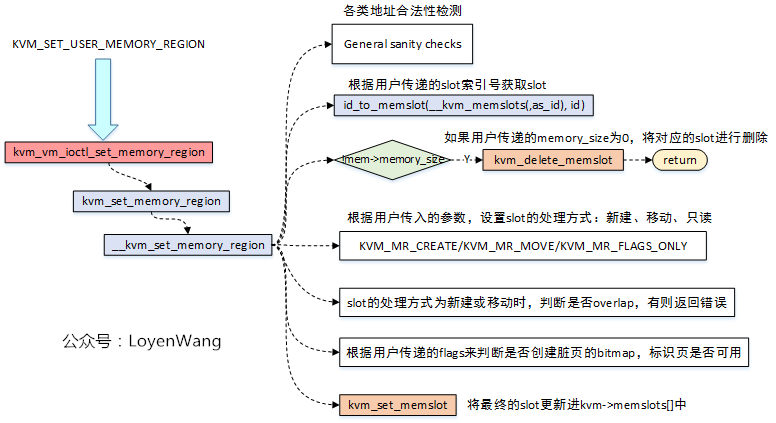 各类地址合法性检测
KVM_SET_USER_MEMORY_REGION
General sanity checks
根据用户传递的slot索引号获取slot
id_to_memslot(__kvm_memslots(,as_id), id)
kvm_vm_ioctl_set_memory_region
如果用户传递的memory_size为0，将对应的slot进行删除
!mem->memory_size
Y
kvm_delete_memslot
return
kvm_set_memory_region
根据用户传入的参数，设置slot的处理方式：新建、移动、只读
__kvm_set_memory_region
KVM_MR_CREATE/KVM_MR_MOVE/KVM_MR_FLAGS_ONLY
slot的处理方式为新建或移动时，判断是否overlap，有则返回错误
公众号：LoyenWang
根据用户传递的flags来判断是否创建脏页的bitmap，标识页是否可用
kvm_set_memslot
将最终的slot更新进kvm->memslots[]中